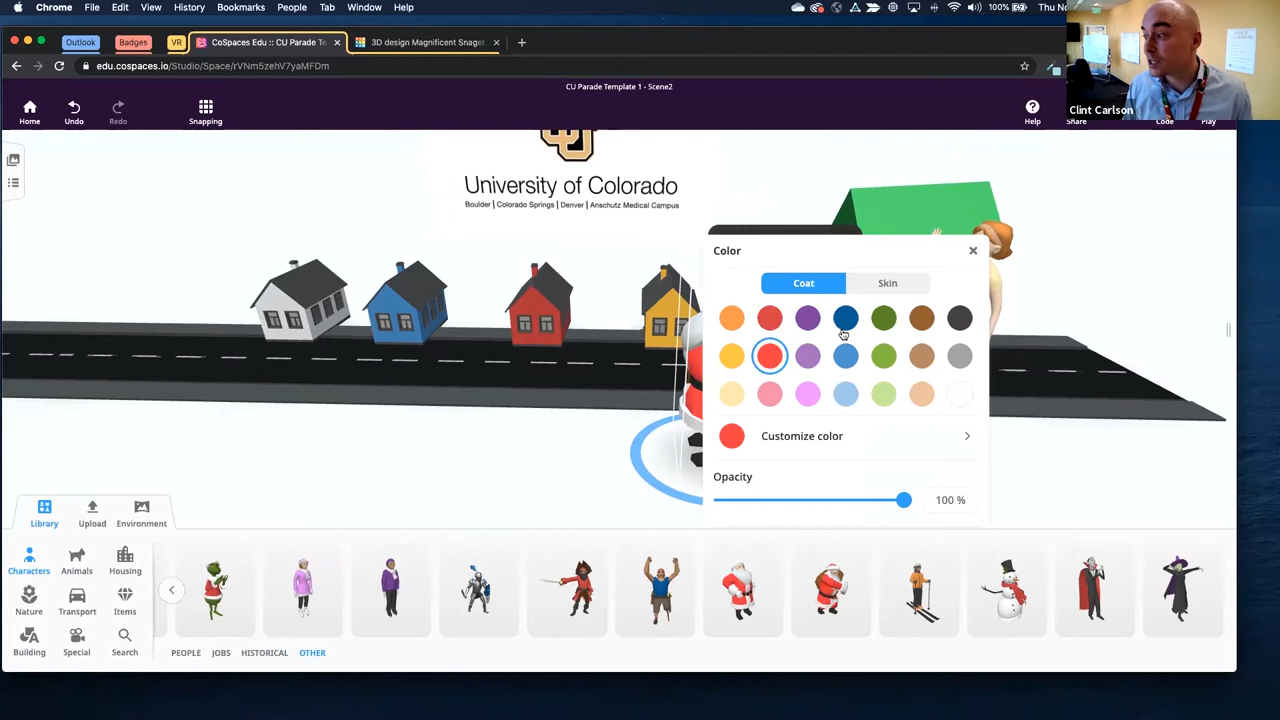 Chrome File Edit View History Bookmarks People Tab Window Help 100% Thu No
Outlook Badges VR CoSpaces Edu :: CU Parade Te 3D design Magnificent Snaget
edu.cospaces.io/Studio/Space/rVNm5zehV7yaMFDm
Clint Carlson
CU Parade Template 1 - Scene2
Home Undo Redo Snapping Help Share Code Play
CU
University of Colorado
Boulder | Colorado Springs | Denver | Anschutz Medical Campus
Color
Coat Skin
Customize color
Opacity
100 %
Library Upload Environment
Characters Animals Housing
Nature Transport Items
Building Special Search
PEOPLE JOBS HISTORICAL OTHER